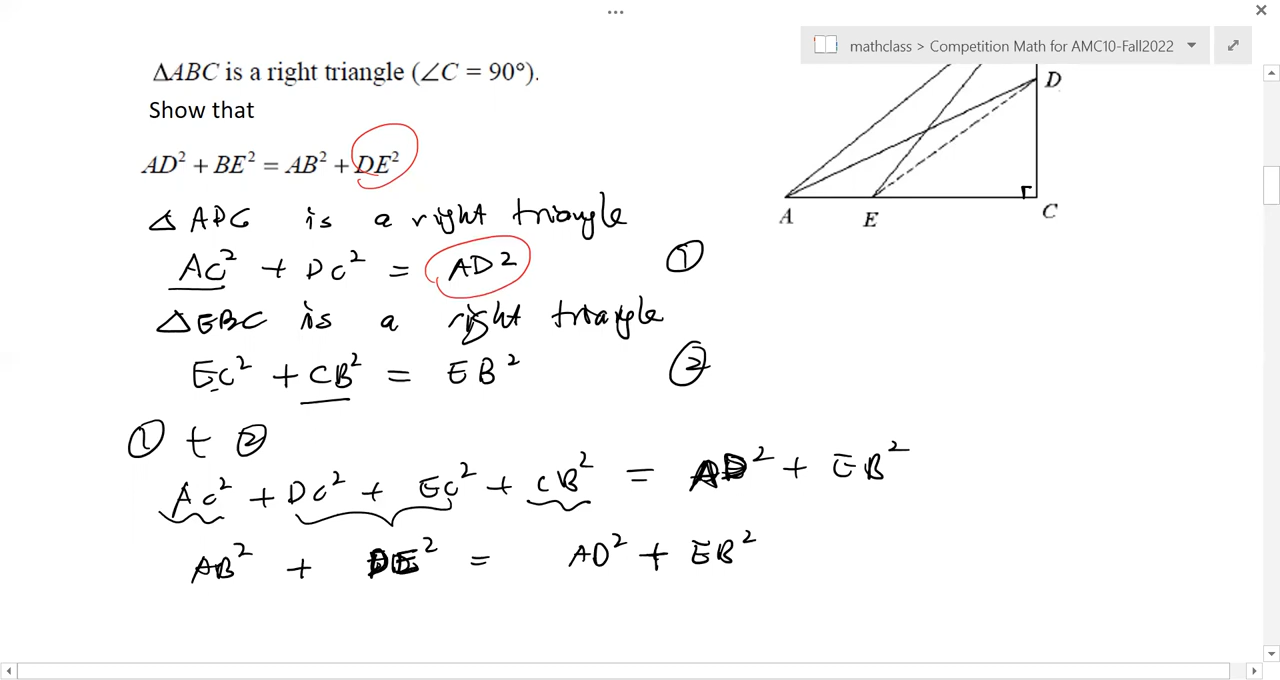 mathclass > Competition Math for AMC10-Fall2022
ΔABC is a right triangle (∠C = 90°).
Show that
AD² + BE² = AB² + DE²
D
A
E
C
△ ADC is a right triangle
AC² + DC² = AD² ①
△EBC is a right triangle
EC² + CB² = EB² ②
① + ②
AC² + DC² + EC² + CB² = AD² + EB²
AB² + DE² = AD² + EB²